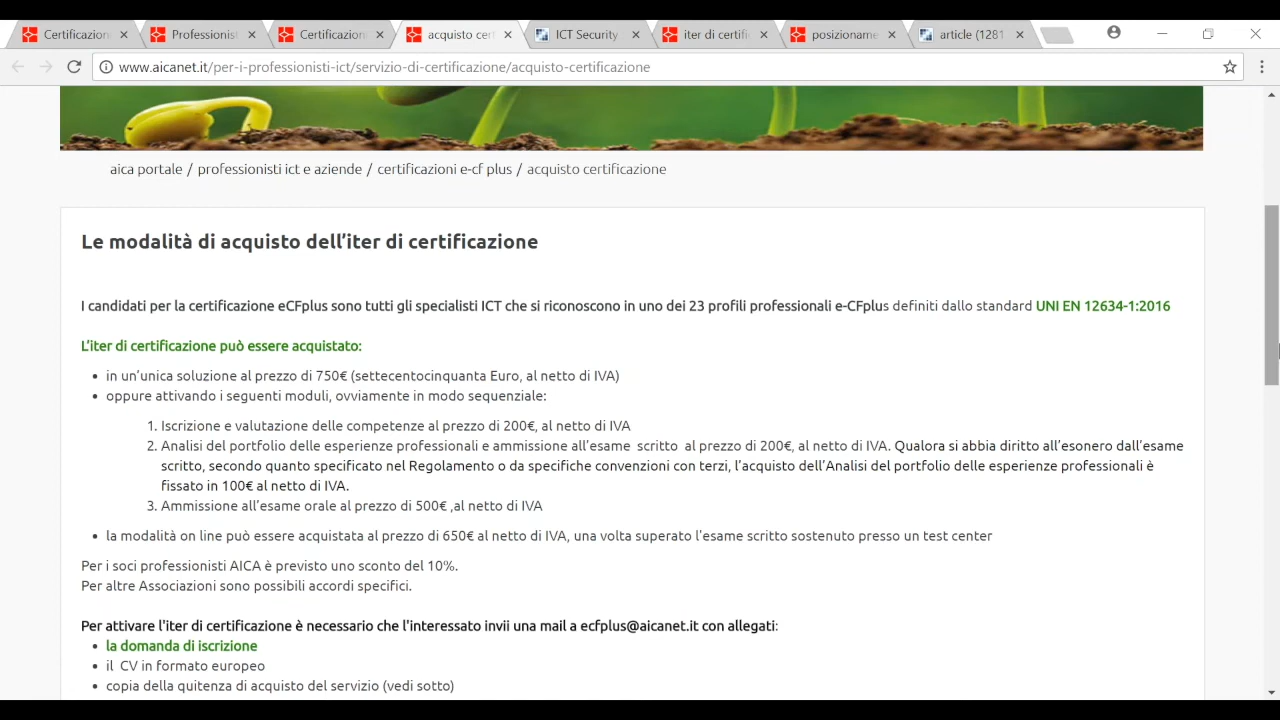 Certificazion
Professionis
Certificazion
acquisto cer
ICT Security
iter di certifi
posizioname
article (1281
www.aicanet.it/per-i-professionisti-ict/servizio-di-certificazione/acquisto-certificazione
aica portale / professionisti ict e aziende / certificazioni e-cf plus / acquisto certificazione
Le modalità di acquisto dell’iter di certificazione
I candidati per la certificazione eCFplus sono tutti gli specialisti ICT che si riconoscono in uno dei 23 profili professionali e-CFplus definiti dallo standard UNI EN 12634-1:2016
L’iter di certificazione può essere acquistato:
• in un’unica soluzione al prezzo di 750€ (settecentocinquanta Euro, al netto di IVA)
• oppure attivando i seguenti moduli, ovviamente in modo sequenziale:
1. Iscrizione e valutazione delle competenze al prezzo di 200€, al netto di IVA
2. Analisi del portfolio delle esperienze professionali e ammissione all’esame scritto al prezzo di 200€, al netto di IVA. Qualora si abbia diritto all’esonero dall’esame
scritto, secondo quanto specificato nel Regolamento o da specifiche convenzioni con terzi, l’acquisto dell’Analisi del portfolio delle esperienze professionali è
fissato in 100€ al netto di IVA.
3. Ammissione all’esame orale al prezzo di 500€ ,al netto di IVA
• la modalità on line può essere acquistata al prezzo di 650€ al netto di IVA, una volta superato l’esame scritto sostenuto presso un test center
Per i soci professionisti AICA è previsto uno sconto del 10%.
Per altre Associazioni sono possibili accordi specifici.
Per attivare l'iter di certificazione è necessario che l'interessato invii una mail a ecfplus@aicanet.it con allegati:
• la domanda di iscrizione
• il CV in formato europeo
• copia della quitenza di acquisto del servizio (vedi sotto)